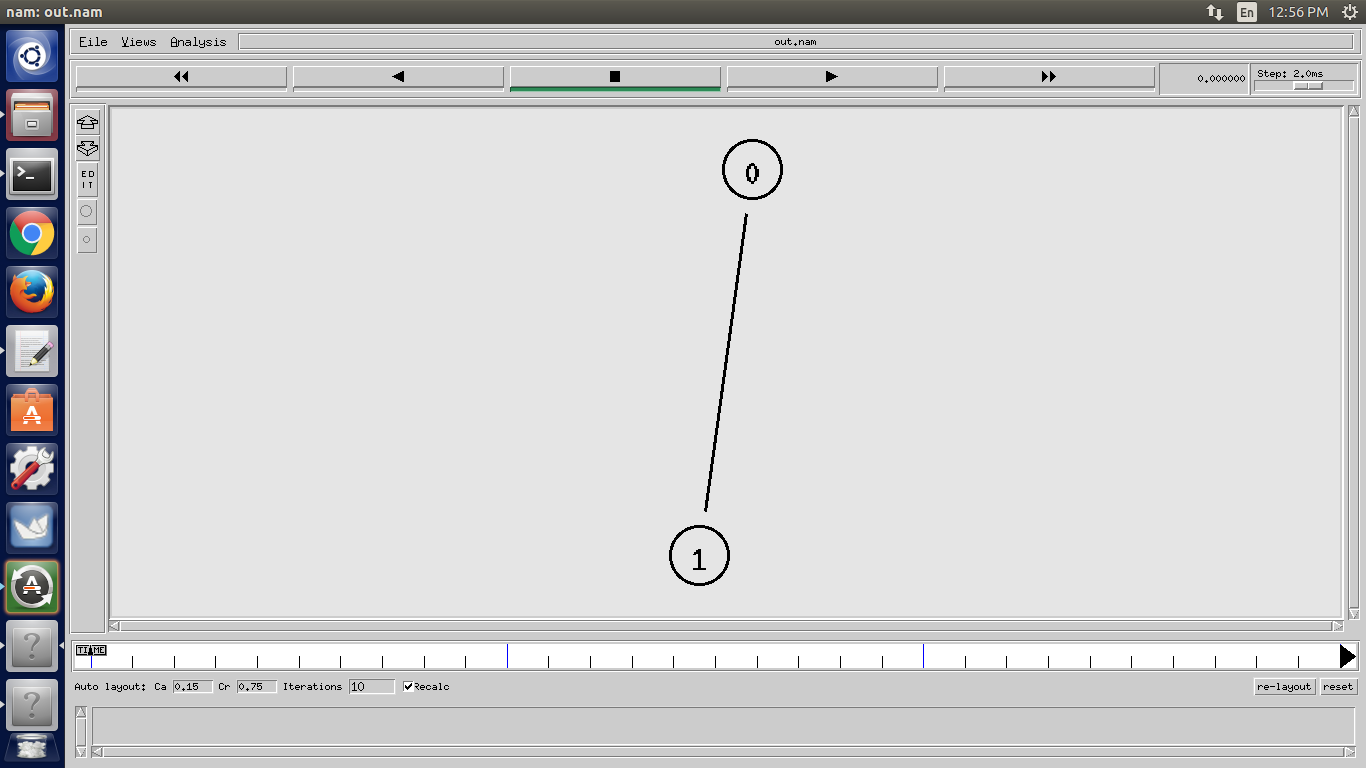 nam: out.nam
En
12:56 PM
File Views Analysis
out.nam
0.000000
Step: 2.0ms
ED
IT
0
1
TIME
Auto layout: Ca 0.15 Cr 0.75 Iterations 10 Recalc
re-layout reset